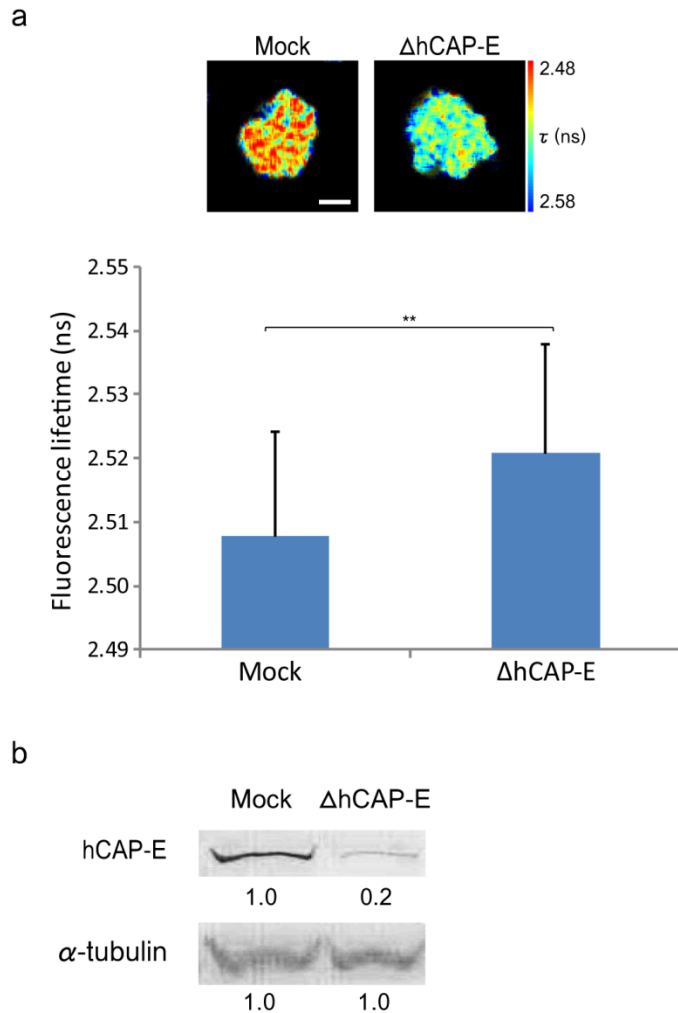 a
Mock ΔhCAP-E
2.48
τ (ns)
2.58
Fluorescence lifetime (ns)
2.55
2.54
2.53
2.52
2.51
2.50
2.49
**
Mock ΔhCAP-E
b
Mock ΔhCAP-E
hCAP-E
1.0 0.2
α-tubulin
1.0 1.0